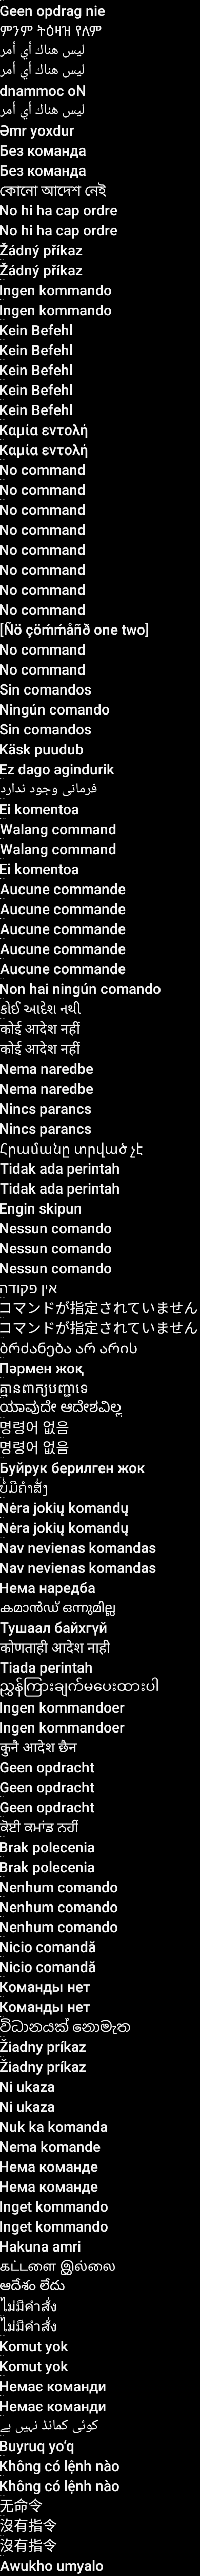 Geen opdrag nie
ምንም ትዕዛዝ የለም
ليس هناك أي أمر
ليس هناك أي أمر
dnammoc oN
ليس هناك أي أمر
Əmr yoxdur
Без команда
Без команда
কোনো আদেশ নেই
No hi ha cap ordre
No hi ha cap ordre
Žádný příkaz
Žádný příkaz
Ingen kommando
Ingen kommando
Kein Befehl
Kein Befehl
Kein Befehl
Kein Befehl
Kein Befehl
Καμία εντολή
Καμία εντολή
No command
No command
No command
No command
No command
No command
No command
No command
[Ñö çöḿḿåñð one two]
No command
No command
Sin comandos
Ningún comando
Sin comandos
Käsk puudub
Ez dago agindurik
فرمانی وجود ندارد
Ei komentoa
Walang command
Walang command
Ei komentoa
Aucune commande
Aucune commande
Aucune commande
Aucune commande
Aucune commande
Non hai ningún comando
કોઈ આદેશ નથી
कोई आदेश नहीं
कोई आदेश नहीं
Nema naredbe
Nema naredbe
Nincs parancs
Nincs parancs
Հրամանը տրված չէ
Tidak ada perintah
Tidak ada perintah
Engin skipun
Nessun comando
Nessun comando
Nessun comando
אין פקודה
コマンドが指定されていません
コマンドが指定されていません
ბრძანება არ არის
Пәрмен жоқ
គ្មានពាក្យបញ្ជាទេ
ಯಾವುದೇ ಆದೇಶವಿಲ್ಲ
명령어 없음
명령어 없음
Буйрук берилген жок
ບໍ່ມີຄຳສັ່ງ
Nėra jokių komandų
Nėra jokių komandų
Nav nevienas komandas
Nav nevienas komandas
Нема наредба
കമാൻഡ് ഒന്നുമില്ല
Тушаал байхгүй
कोणताही आदेश नाही
Tiada perintah
ညွှန်ကြားချက်မပေးထားပါ
Ingen kommandoer
Ingen kommandoer
कुनै आदेश छैन
Geen opdracht
Geen opdracht
Geen opdracht
ਕੋਈ ਕਮਾਂਡ ਨਹੀਂ
Brak polecenia
Brak polecenia
Nenhum comando
Nenhum comando
Nenhum comando
Nicio comandă
Nicio comandă
Команды нет
Команды нет
විධානයක් නොමැත
Žiadny príkaz
Žiadny príkaz
Ni ukaza
Ni ukaza
Nuk ka komanda
Nema komande
Нема команде
Нема команде
Inget kommando
Inget kommando
Hakuna amri
கட்டளை இல்லை
ఆదేశం లేదు
ไม่มีคำสั่ง
ไม่มีคำสั่ง
Komut yok
Komut yok
Немає команди
Немає команди
کوئی کمانڈ نہیں ہے
Buyruq yo‘q
Không có lệnh nào
Không có lệnh nào
无命令
沒有指令
沒有指令
Awukho umyalo